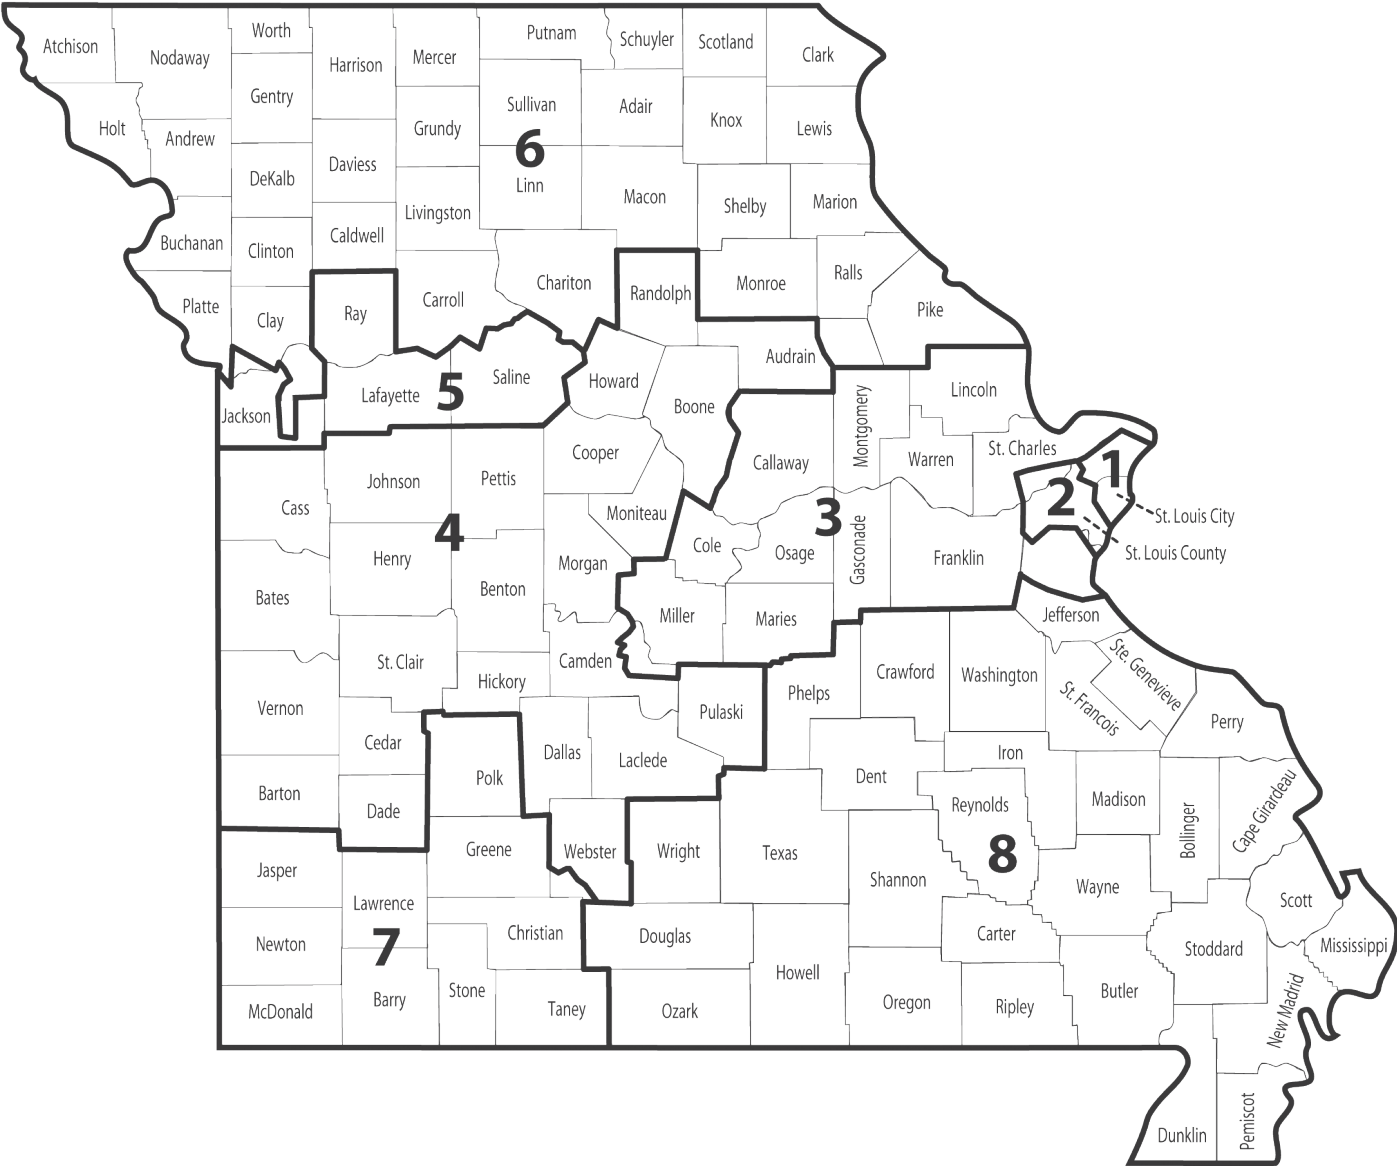 Atchison
Nodaway
Worth
Harrison
Mercer
Putnam
Schuyler
Scotland
Clark
Gentry
Sullivan
Adair
Knox
Lewis
Holt
Andrew
Grundy
6
DeKalb
Daviess
Linn
Macon
Shelby
Marion
Livingston
Buchanan
Clinton
Caldwell
Chariton
Randolph
Monroe
Ralls
Pike
Platte
Clay
Ray
Carroll
Audrain
Jackson
Lafayette
5
Saline
Howard
Boone
Lincoln
Montgomery
Cooper
Callaway
Warren
St. Charles
1
Cass
Johnson
Pettis
Moniteau
3
2
St. Louis City
4
Henry
Morgan
Cole
Osage
Gasconade
Franklin
St. Louis County
Bates
Benton
Miller
Maries
Jefferson
St. Clair
Camden
Hickory
Phelps
Crawford
Washington
St. Francois
Ste. Genevieve
Vernon
Pulaski
Perry
Cedar
Dallas
Laclede
Iron
Polk
Dent
Barton
Dade
Reynolds
Madison
Bollinger
Cape Girardeau
Jasper
Greene
Webster
Wright
Texas
8
Shannon
Wayne
Scott
Lawrence
Newton
7
Christian
Douglas
Carter
Stoddard
Mississippi
McDonald
Barry
Stone
Taney
Ozark
Howell
Oregon
Ripley
Butler
New Madrid
Dunklin
Pemiscot